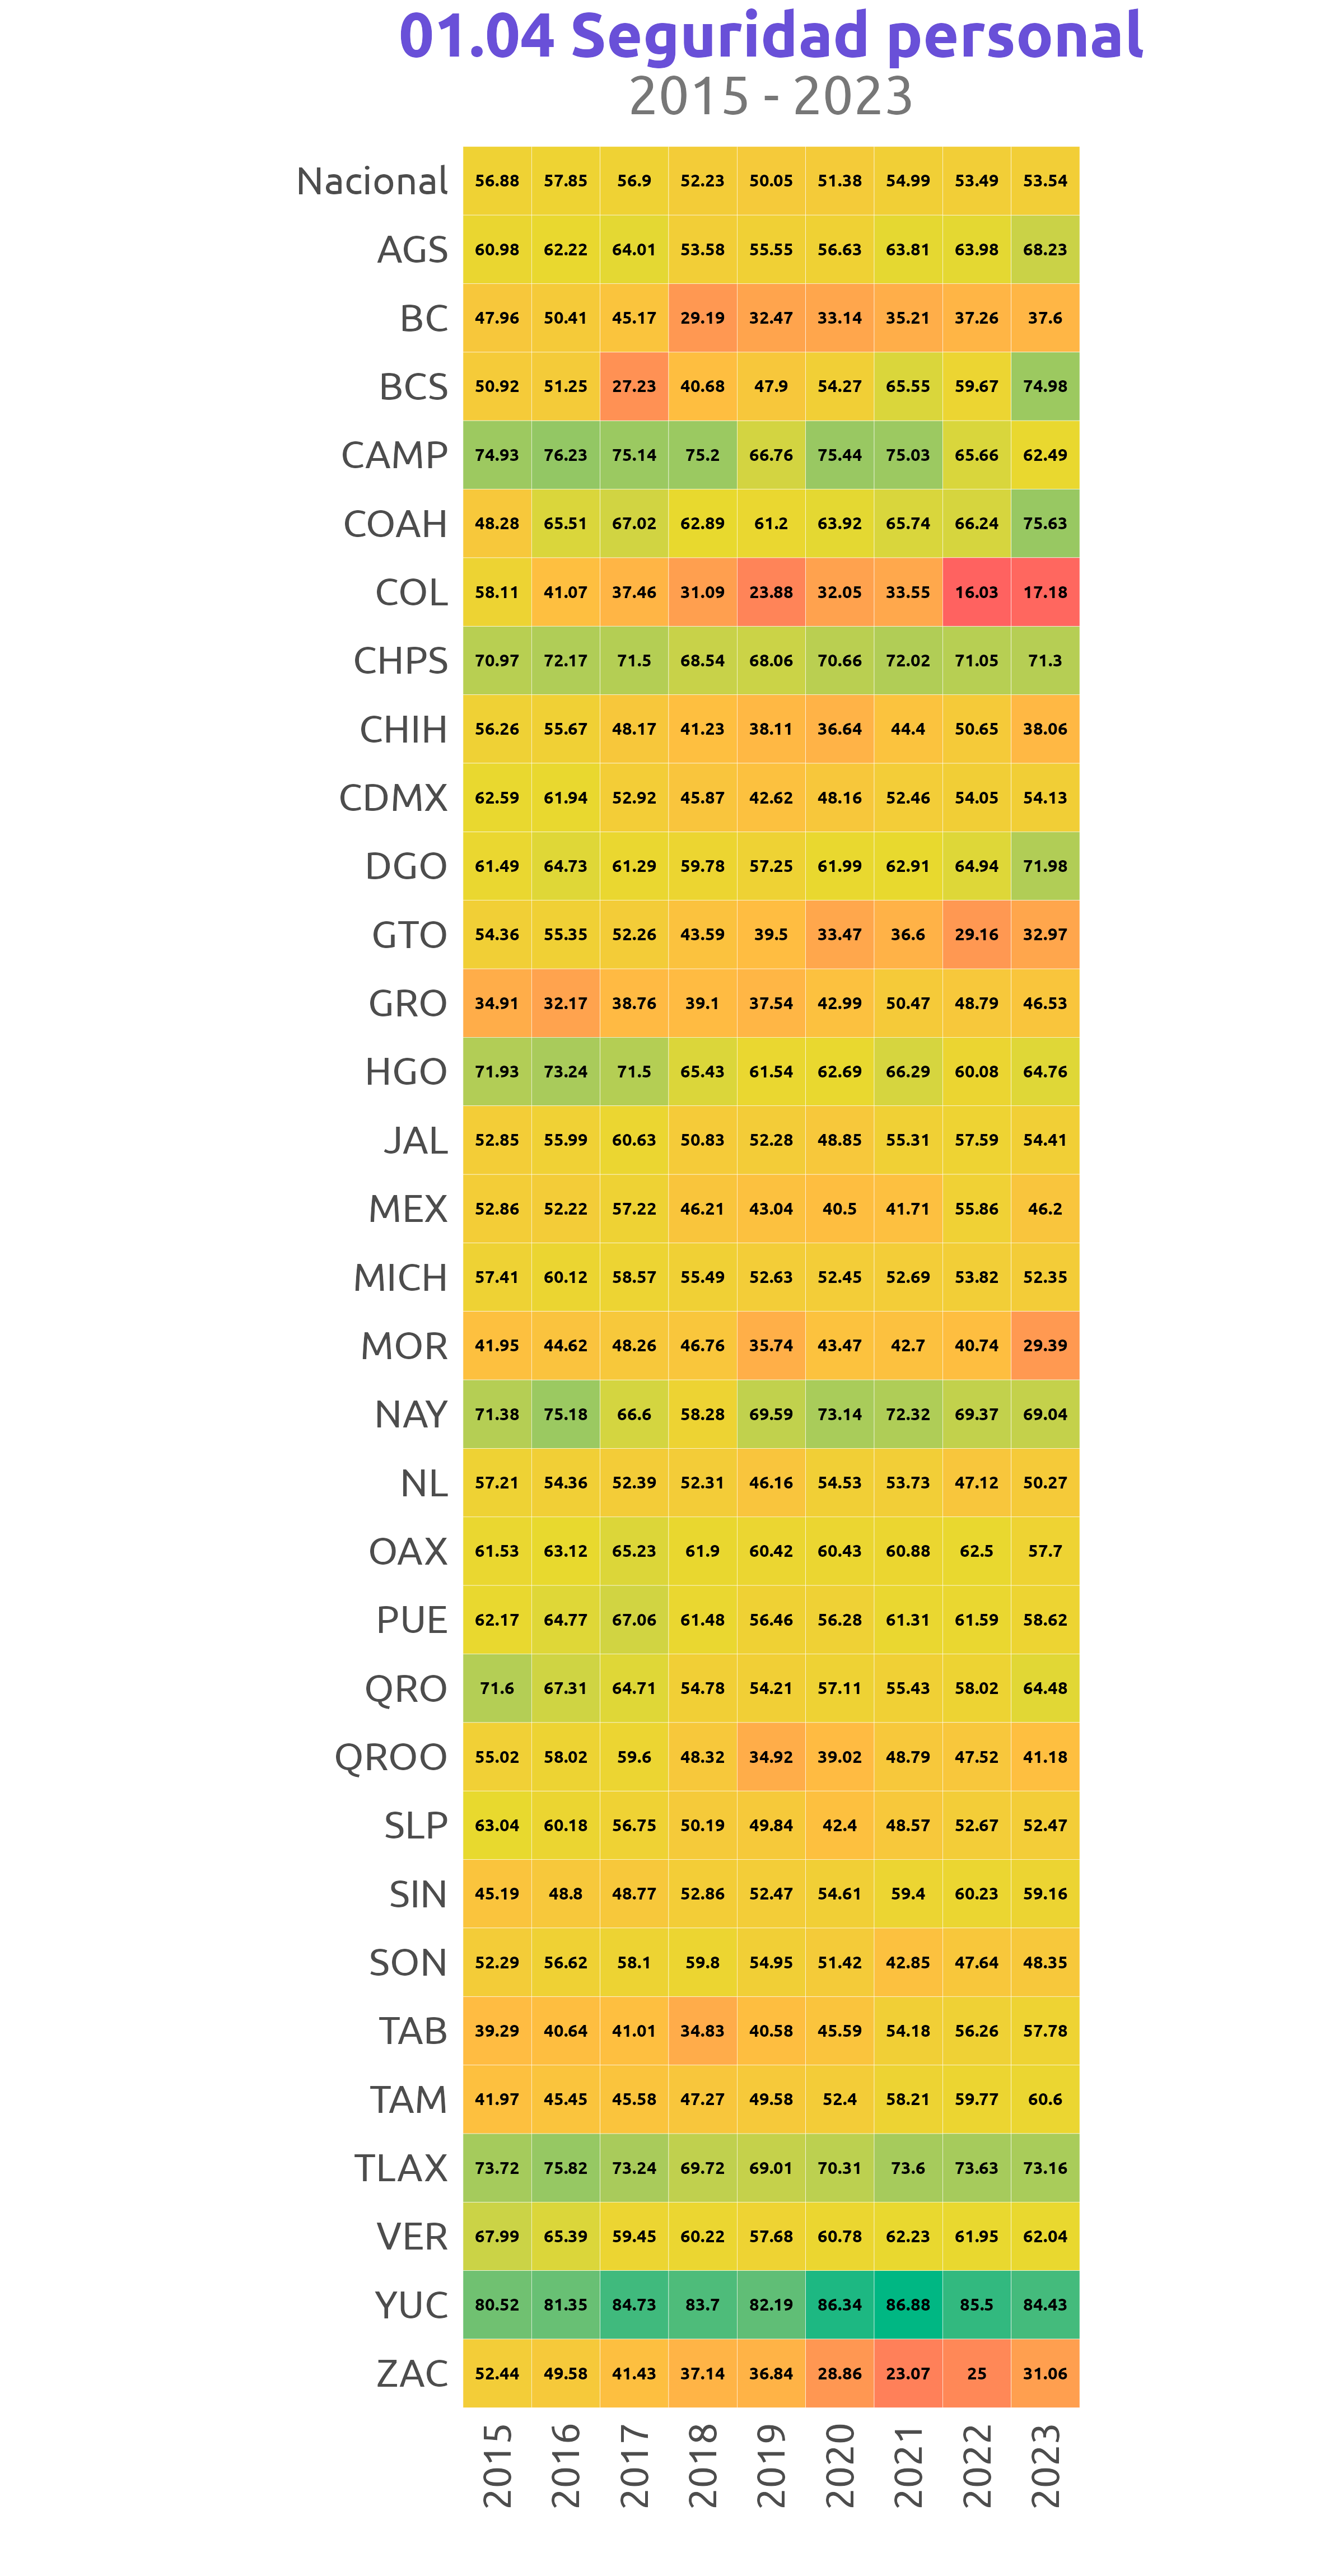 01.04 Seguridad personal
2015 - 2023
Nacional 56.88 57.85 56.9 52.23 50.05 51.38 54.99 53.49 53.54
AGS 60.98 62.22 64.01 53.58 55.55 56.63 63.81 63.98 68.23
BC 47.96 50.41 45.17 29.19 32.47 33.14 35.21 37.26 37.6
BCS 50.92 51.25 27.23 40.68 47.9 54.27 65.55 59.67 74.98
CAMP 74.93 76.23 75.14 75.2 66.76 75.44 75.03 65.66 62.49
COAH 48.28 65.51 67.02 62.89 61.2 63.92 65.74 66.24 75.63
COL 58.11 41.07 37.46 31.09 23.88 32.05 33.55 16.03 17.18
CHPS 70.97 72.17 71.5 68.54 68.06 70.66 72.02 71.05 71.3
CHIH 56.26 55.67 48.17 41.23 38.11 36.64 44.4 50.65 38.06
CDMX 62.59 61.94 52.92 45.87 42.62 48.16 52.46 54.05 54.13
DGO 61.49 64.73 61.29 59.78 57.25 61.99 62.91 64.94 71.98
GTO 54.36 55.35 52.26 43.59 39.5 33.47 36.6 29.16 32.97
GRO 34.91 32.17 38.76 39.1 37.54 42.99 50.47 48.79 46.53
HGO 71.93 73.24 71.5 65.43 61.54 62.69 66.29 60.08 64.76
JAL 52.85 55.99 60.63 50.83 52.28 48.85 55.31 57.59 54.41
MEX 52.86 52.22 57.22 46.21 43.04 40.5 41.71 55.86 46.2
MICH 57.41 60.12 58.57 55.49 52.63 52.45 52.69 53.82 52.35
MOR 41.95 44.62 48.26 46.76 35.74 43.47 42.7 40.74 29.39
NAY 71.38 75.18 66.6 58.28 69.59 73.14 72.32 69.37 69.04
NL 57.21 54.36 52.39 52.31 46.16 54.53 53.73 47.12 50.27
OAX 61.53 63.12 65.23 61.9 60.42 60.43 60.88 62.5 57.7
PUE 62.17 64.77 67.06 61.48 56.46 56.28 61.31 61.59 58.62
QRO 71.6 67.31 64.71 54.78 54.21 57.11 55.43 58.02 64.48
QROO 55.02 58.02 59.6 48.32 34.92 39.02 48.79 47.52 41.18
SLP 63.04 60.18 56.75 50.19 49.84 42.4 48.57 52.67 52.47
SIN 45.19 48.8 48.77 52.86 52.47 54.61 59.4 60.23 59.16
SON 52.29 56.62 58.1 59.8 54.95 51.42 42.85 47.64 48.35
TAB 39.29 40.64 41.01 34.83 40.58 45.59 54.18 56.26 57.78
TAM 41.97 45.45 45.58 47.27 49.58 52.4 58.21 59.77 60.6
TLAX 73.72 75.82 73.24 69.72 69.01 70.31 73.6 73.63 73.16
VER 67.99 65.39 59.45 60.22 57.68 60.78 62.23 61.95 62.04
YUC 80.52 81.35 84.73 83.7 82.19 86.34 86.88 85.5 84.43
ZAC 52.44 49.58 41.43 37.14 36.84 28.86 23.07 25 31.06
2015 2016 2017 2018 2019 2020 2021 2022 2023